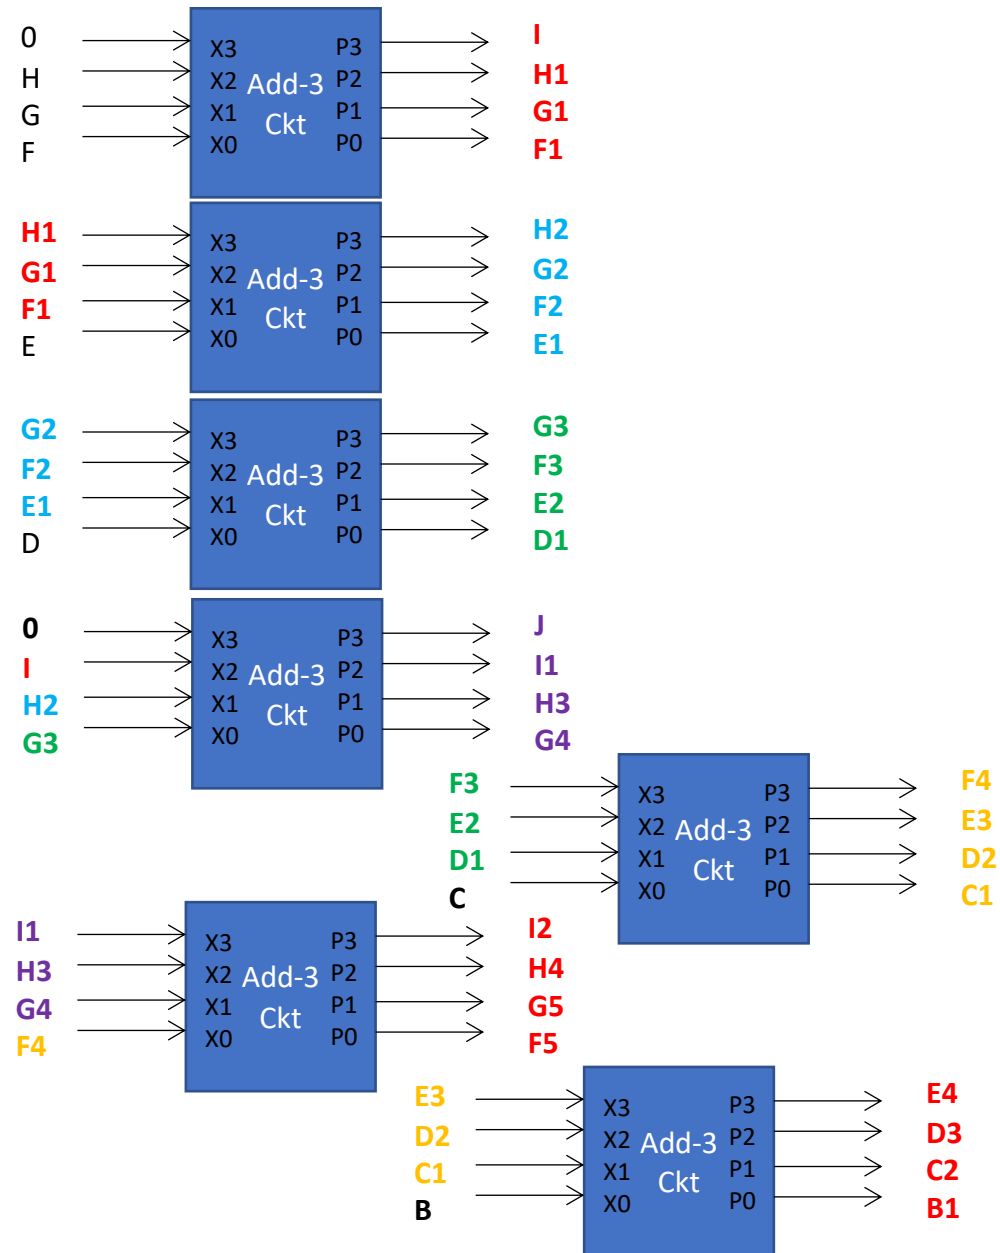 0 X3 P3 I
H X2 Add-3 P2 H1
G X1 Ckt P1 G1
F X0 P0 F1
H1 X3 P3 H2
G1 X2 Add-3 P2 G2
F1 X1 Ckt P1 F2
E X0 P0 E1
G2 X3 P3 G3
F2 X2 Add-3 P2 F3
E1 X1 Ckt P1 E2
D X0 P0 D1
0 X3 P3 J
I X2 Add-3 P2 I1
H2 X1 Ckt P1 H3
G3 X0 P0 G4
F3 X3 P3 F4
E2 X2 Add-3 P2 E3
D1 X1 Ckt P1 D2
C X0 P0 C1
I1 X3 P3 I2
H3 X2 Add-3 P2 H4
G4 X1 Ckt P1 G5
F4 X0 P0 F5
E3 X3 P3 E4
D2 X2 Add-3 P2 D3
C1 X1 Ckt P1 C2
B X0 P0 B1